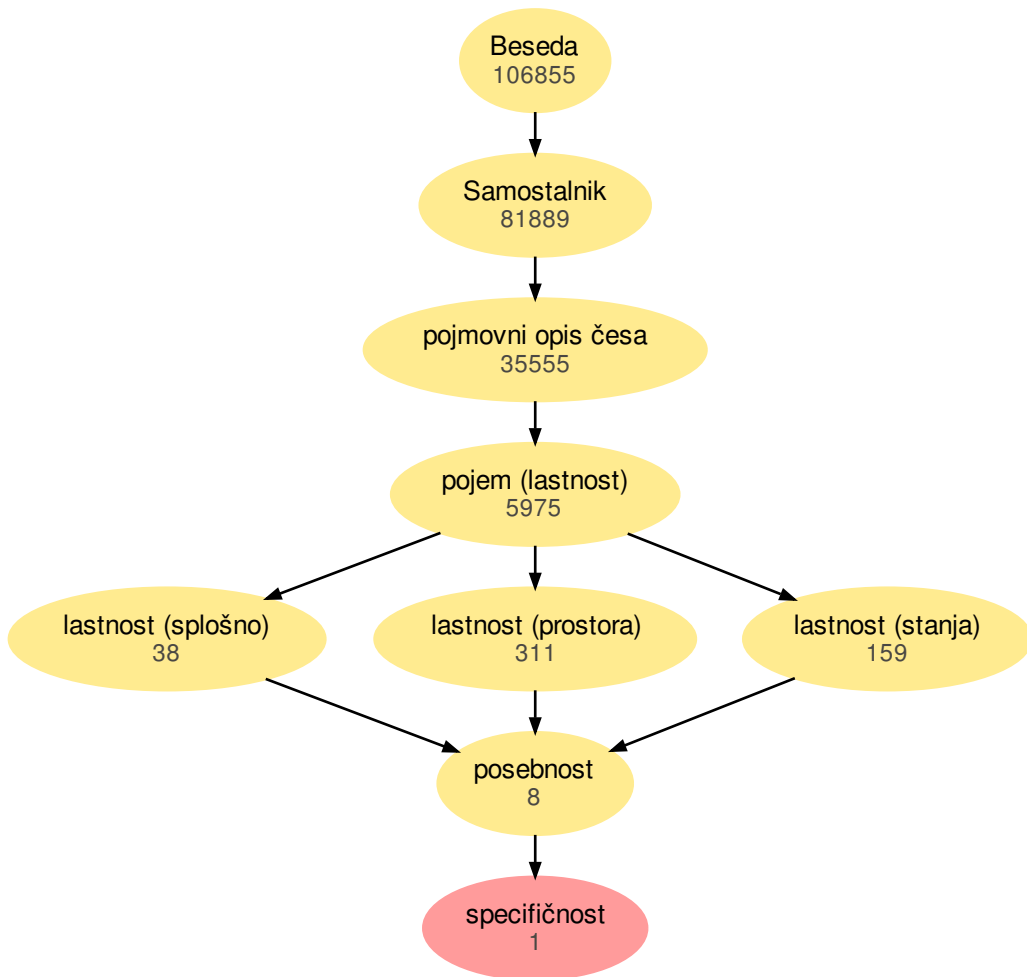 Beseda
106855
Samostalnik
81889
pojmovni opis česa
35555
pojem (lastnost)
5975
lastnost (splošno)
38
lastnost (prostora)
311
lastnost (stanja)
159
posebnost
8
specifičnost
1